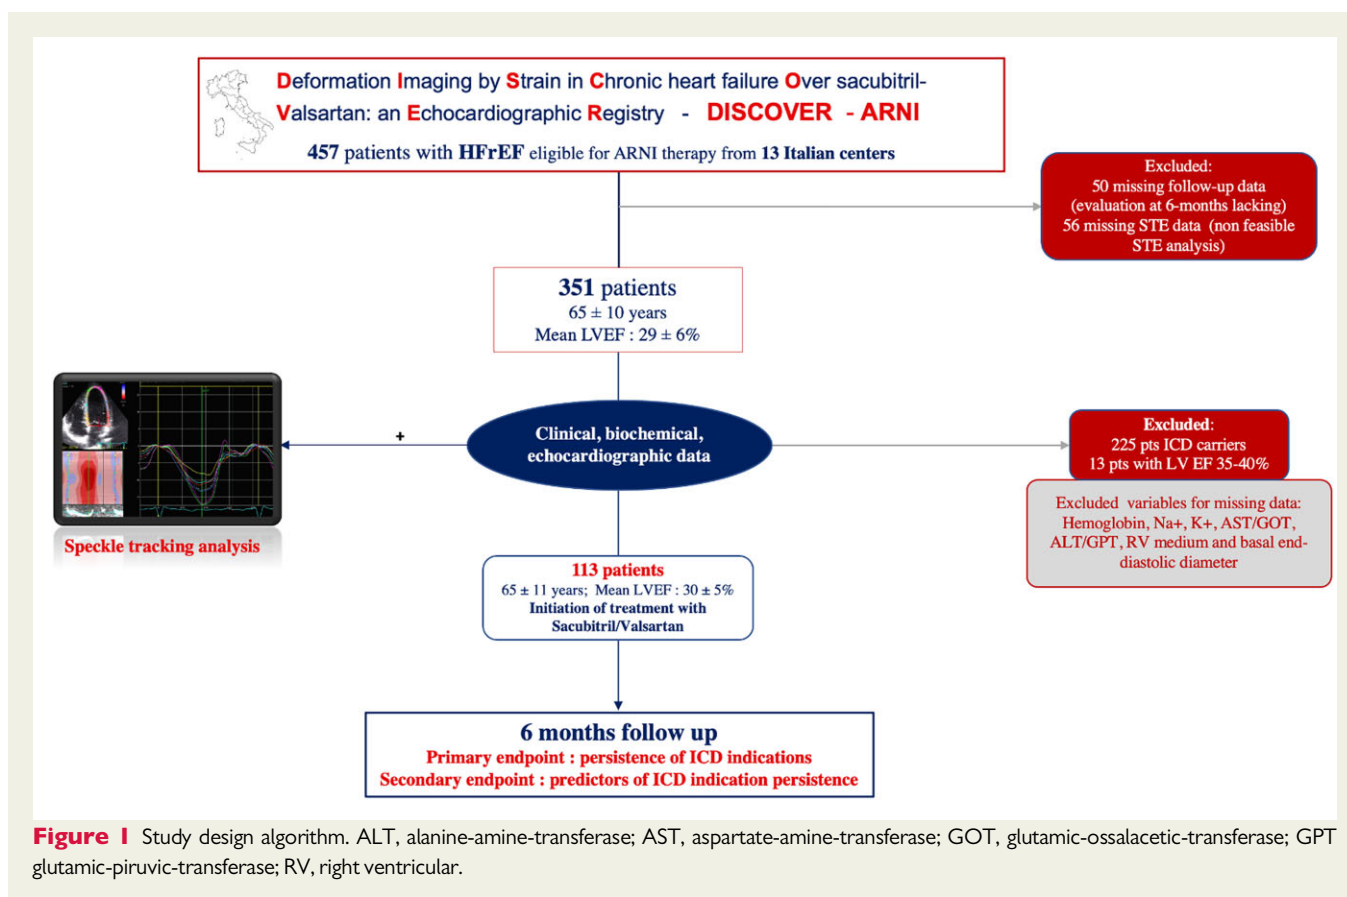 Deformation Imaging by Strain in Chronic heart failure Over sacubitril-
Valsartan: an Echocardiographic Registry - DISCOVER - ARNI
457 patients with HFrEF eligible for ARNI therapy from 13 Italian centers
Excluded:
50 missing follow-up data
(evaluation at 6-months lacking)
56 missing STE data (non feasible
STE analysis)
351 patients
65 ± 10 years
Mean LVEF : 29 ± 6%
+
Clinical, biochemical,
echocardiographic data
Excluded:
225 pts ICD carriers
13 pts with LV EF 35-40%
Speckle tracking analysis
Excluded variables for missing data:
Hemoglobin, Na+, K+, AST/GOT,
ALT/GPT, RV medium and basal end-
diastolic diameter
113 patients
65 ± 11 years; Mean LVEF : 30 ± 5%
Initiation of treatment with
Sacubitril/Valsartan
6 months follow up
Primary endpoint : persistence of ICD indications
Secondary endpoint : predictors of ICD indication persistence
Figure 1 Study design algorithm. ALT, alanine-amine-transferase; AST, aspartate-amine-transferase; GOT, glutamic-ossalacetic-transferase; GPT
glutamic-piruvic-transferase; RV, right ventricular.